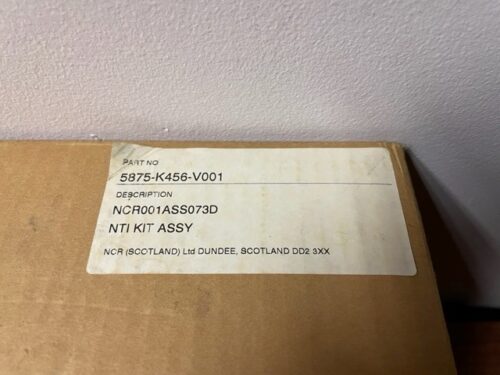 PART NO
5875-K456-V001
DESCRIPTION
NCR001ASS073D
NTI KIT ASSY
NCR (SCOTLAND) Ltd DUNDEE, SCOTLAND DD2 3XX